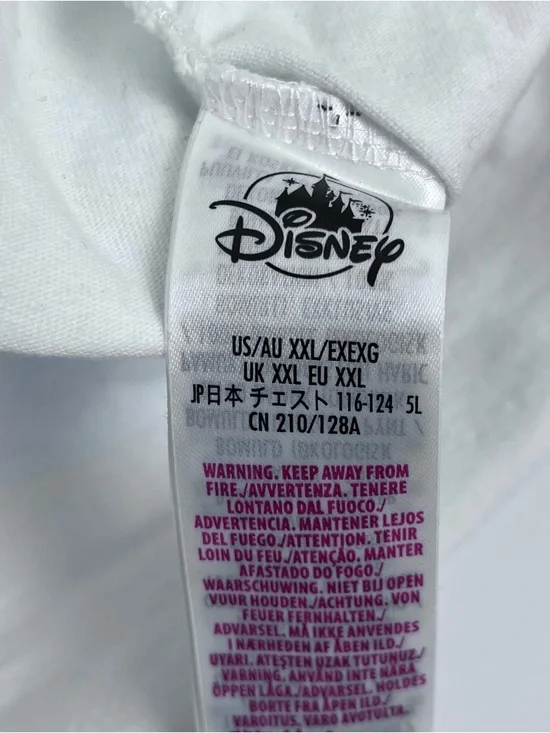 Disney
US/AU XXL/EXEXG
UK XXL EU XXL
JP日本 チェスト 116-124 5L
CN 210/128A
WARNING. KEEP AWAY FROM
FIRE./AVVERTENZA. TENERE
LONTANO DAL FUOCO./
ADVERTENCIA. MANTENER LEJOS
DEL FUEGO./ATTENTION. TENIR
LOIN DU FEU./ATENÇÃO. MANTER
AFASTADO DO FOGO./
WAARSCHUWING. NIET BIJ OPEN
VUUR HOUDEN./ACHTUNG. VON
FEUER FERNHALTEN./
ADVARSEL. MÅ IKKE ANVENDES
I NÆRHEDEN AF ÅBEN ILD./
UYARI. ATEŞTEN UZAK TUTUNUZ./
VARNING. ANVÄND INTE NÄRA
ÖPPEN LÅGA./ADVARSEL. HOLDES
BORTE FRA ÅPEN ILD./
VAROITUS. VARO AVOTULTA.